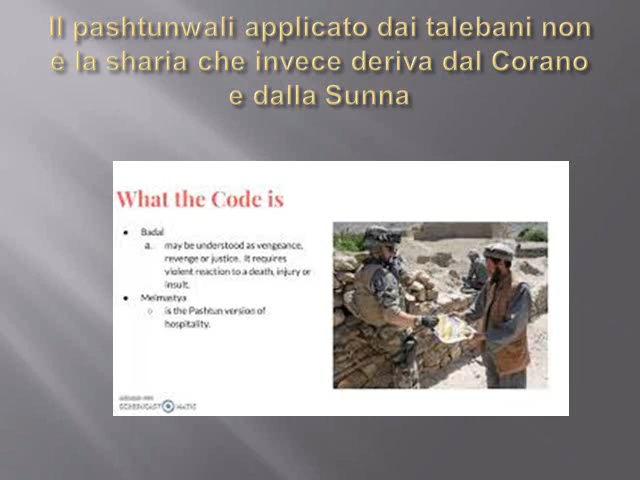 Il pashtunwali applicato dai talebani non
è la sharia che invece deriva dal Corano
e dalla Sunna
What the Code is
● Badal
a. may be understood as vengeance,
revenge or justice. It requires
violent reaction to a death, injury or
insult.
● Melmastya
○ is the Pashtun version of
hospitality.
SCREENCAST MATIC